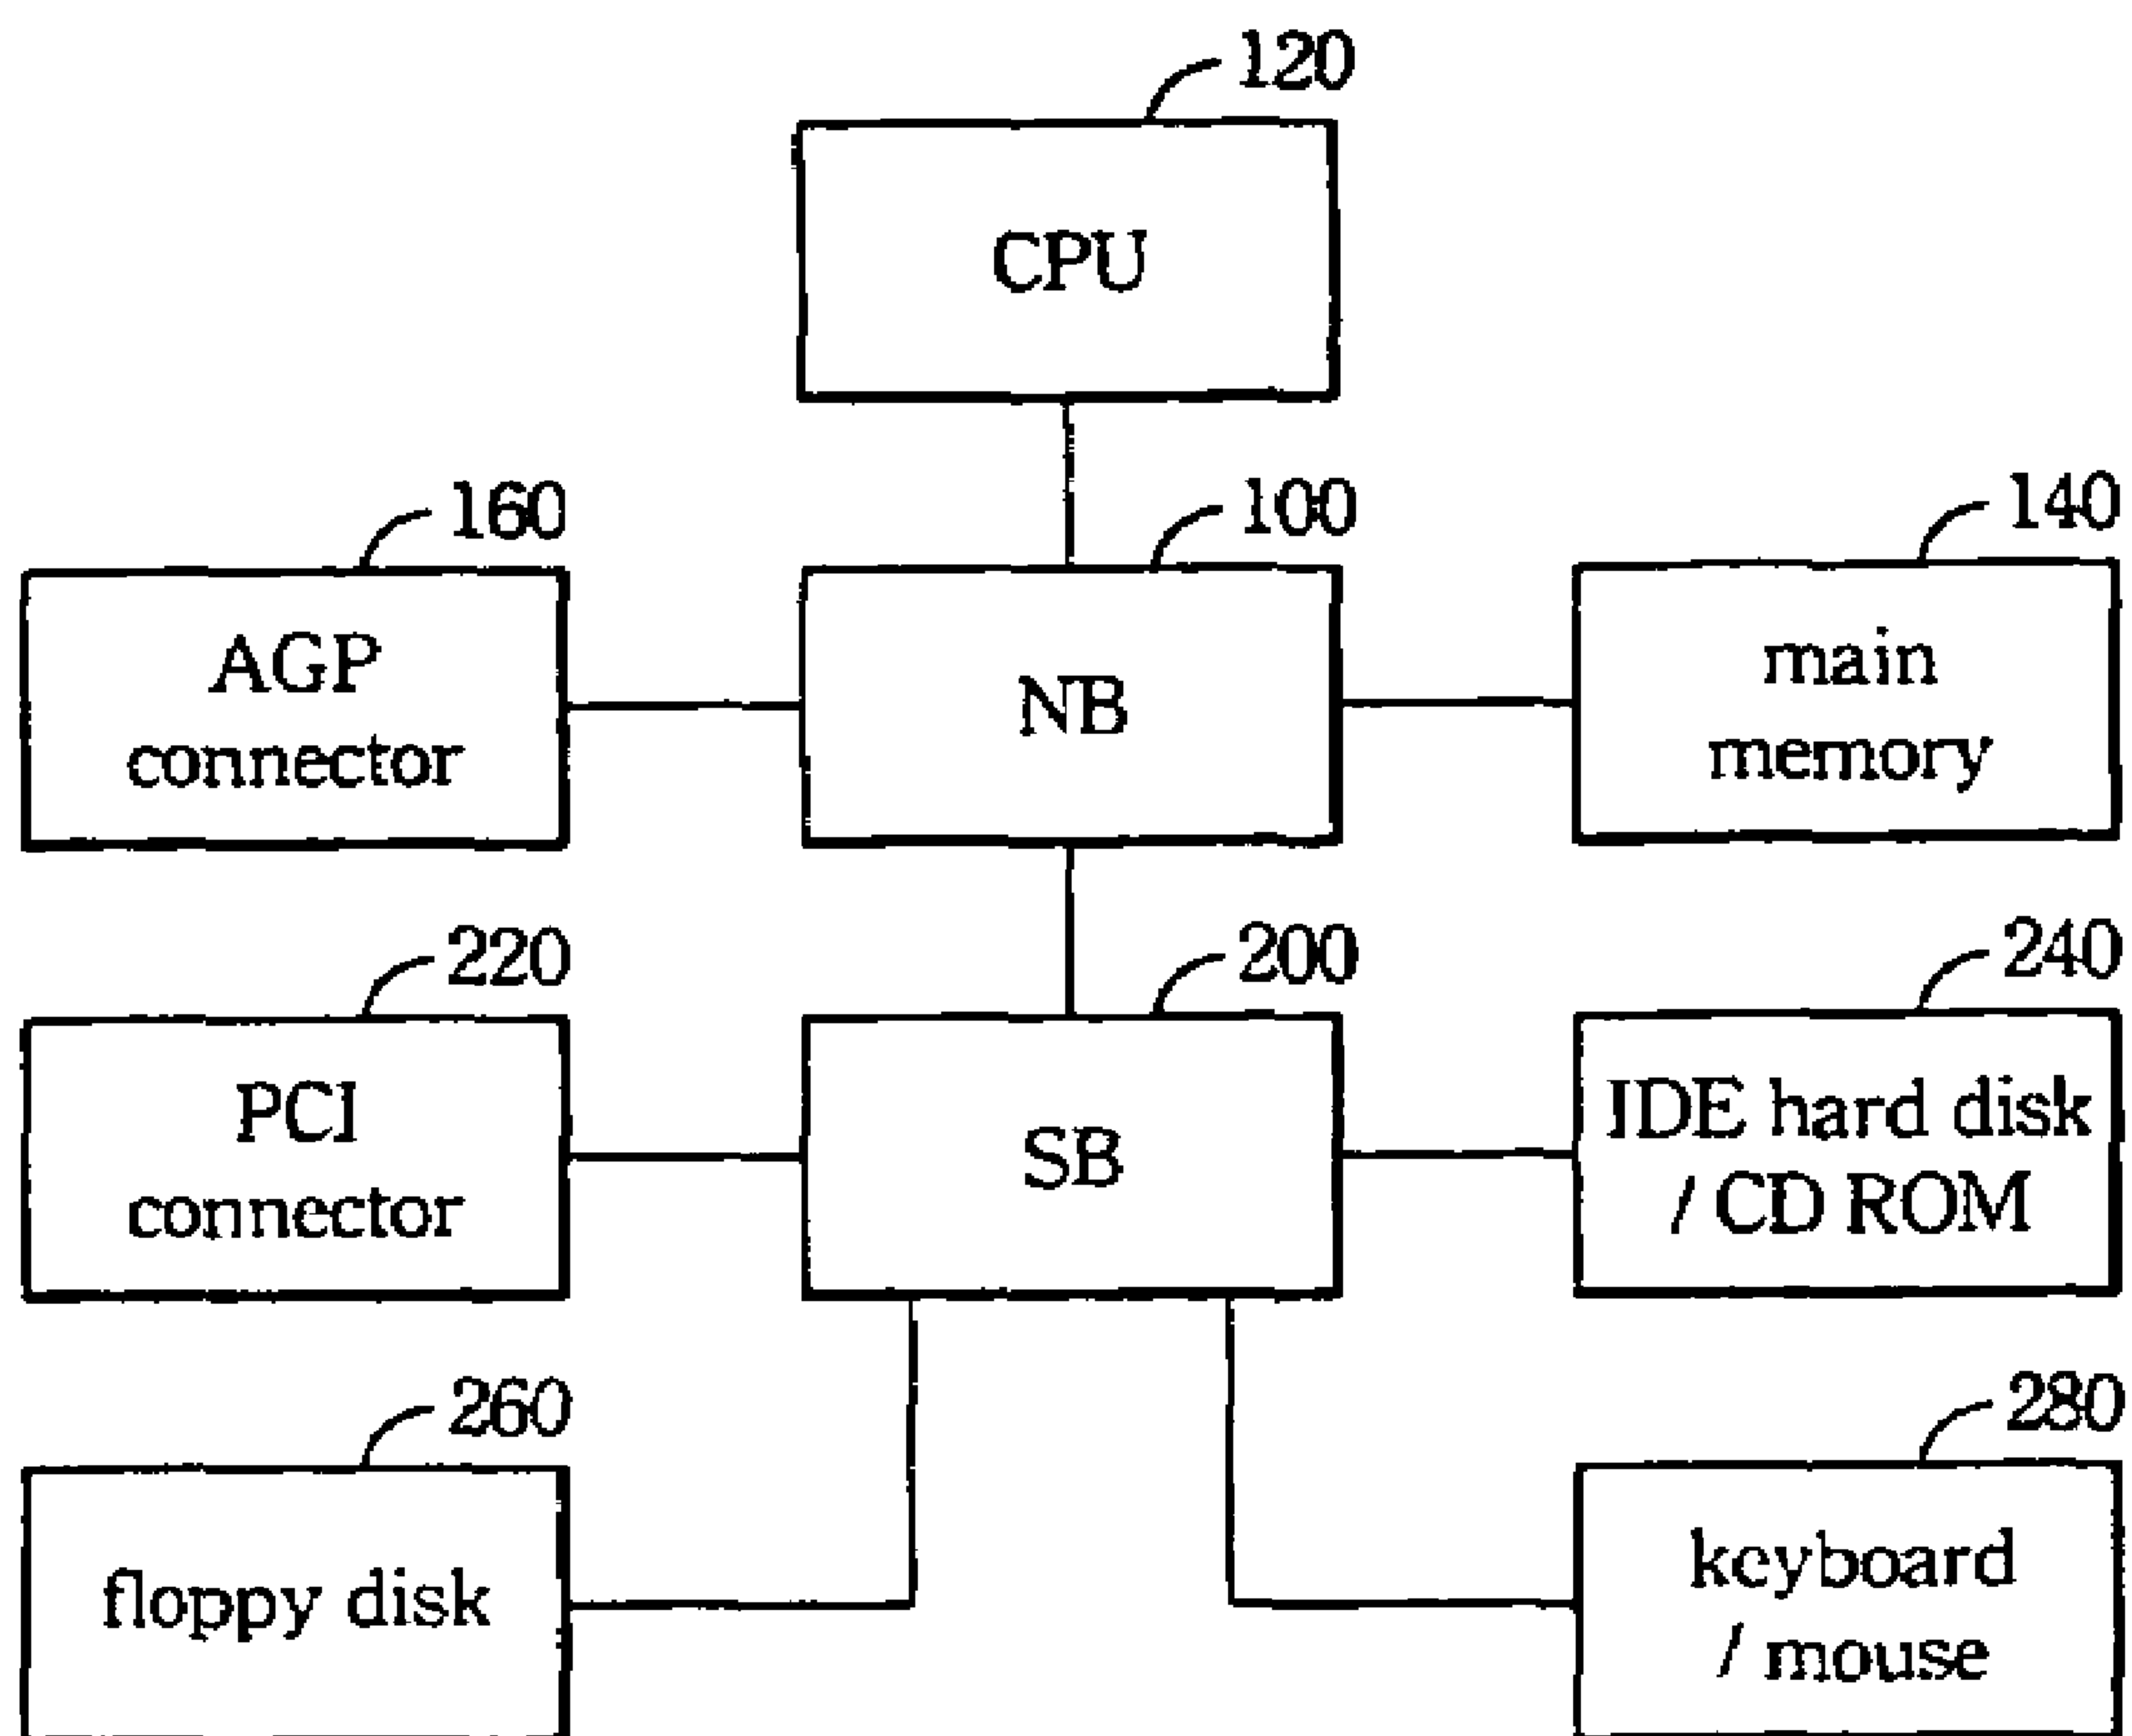 120
CPU
160
100
140
AGP
connector
NB
main
memory
220
200
240
PCI
connector
SB
IDE hard disk
/ CD ROM
260
280
floppy disk
keyboard
/ mouse